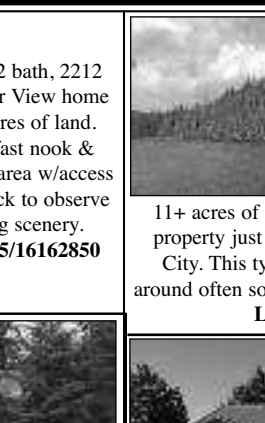 2 bath, 2212
r View home
res of land.
fast nook &
area w/access
ck to observe
g scenery.
5/16162850
11+ acres of
property just
City. This ty
around often so
L